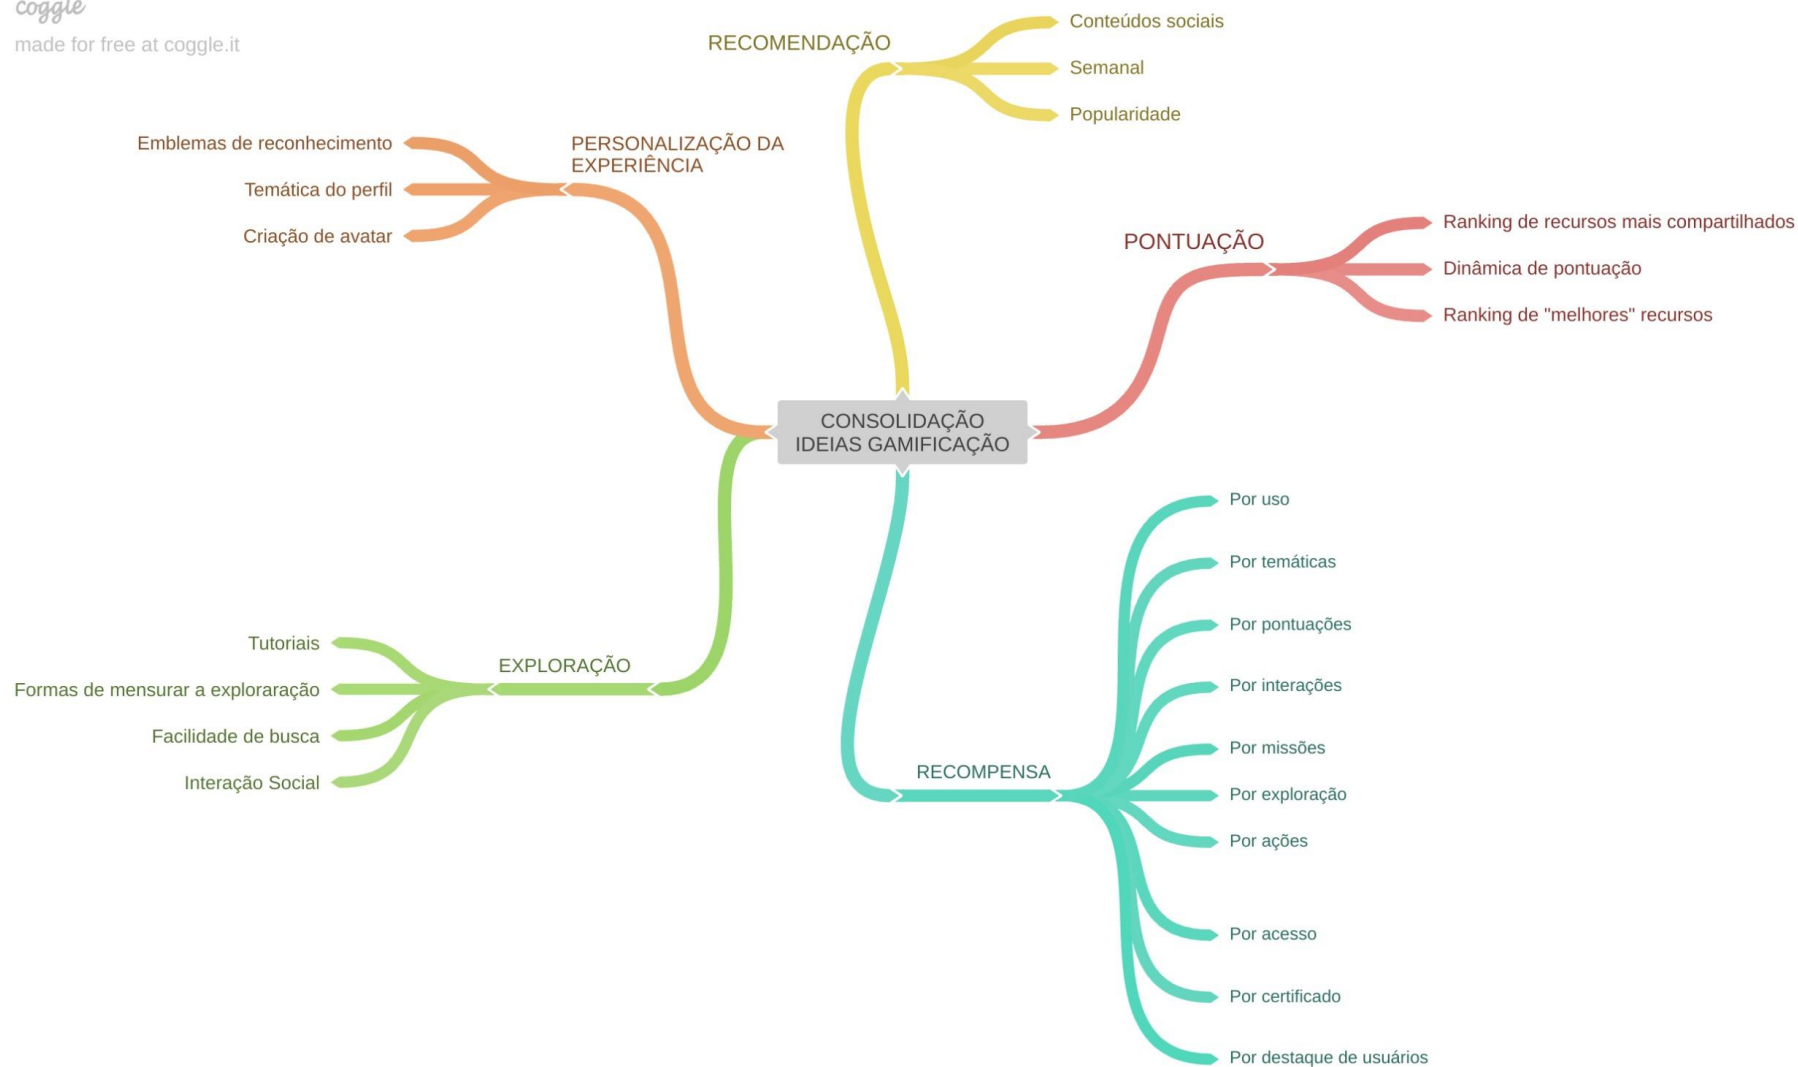 coggle
made for free at coggle.it
RECOMENDAÇÃO
Conteúdos sociais
Semanal
Popularidade
PERSONALIZAÇÃO DA
EXPERIÊNCIA
Emblemas de reconhecimento
Temática do perfil
Criação de avatar
PONTUAÇÃO
Ranking de recursos mais compartilhados
Dinâmica de pontuação
Ranking de "melhores" recursos
CONSOLIDAÇÃO
IDEIAS GAMIFICAÇÃO
EXPLORAÇÃO
Tutoriais
Formas de mensurar a exploraração
Facilidade de busca
Interação Social
RECOMPENSA
Por uso
Por temáticas
Por pontuações
Por interações
Por missões
Por exploração
Por ações
Por acesso
Por certificado
Por destaque de usuários